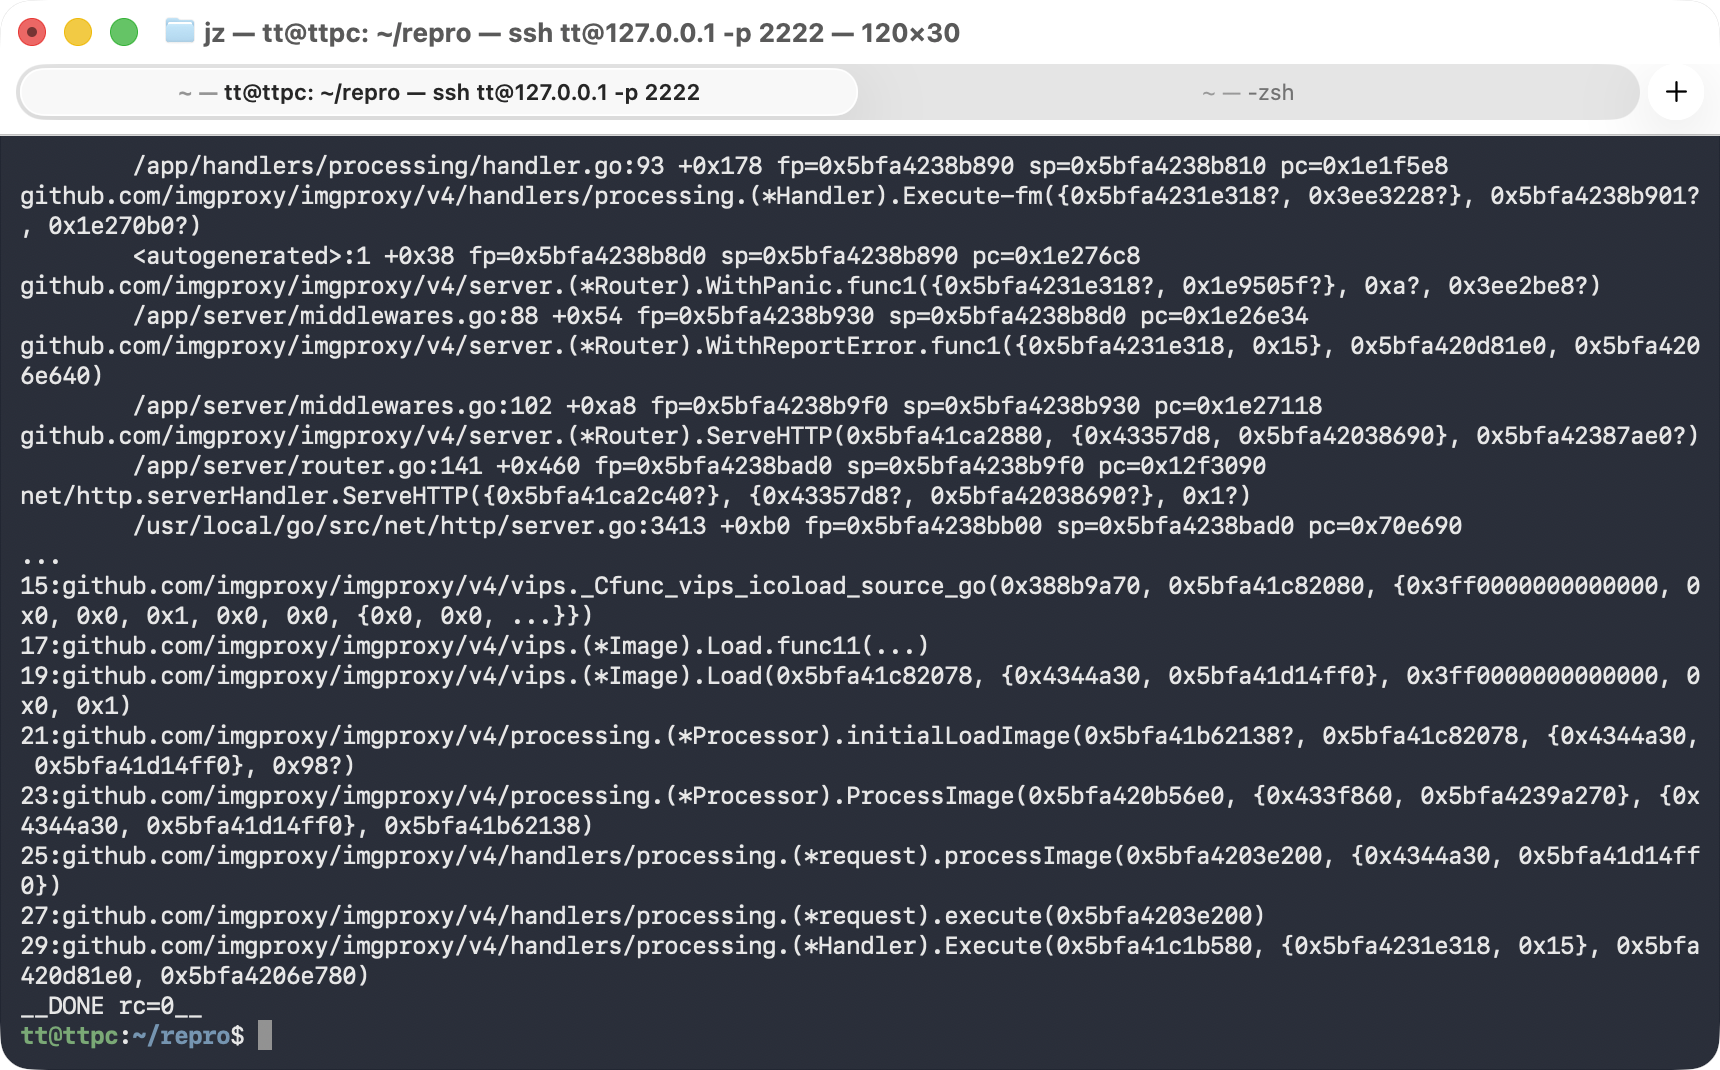 jz — tt@ttpc: ~/repro — ssh tt@127.0.0.1 -p 2222 — 120×30
~ — tt@ttpc: ~/repro — ssh tt@127.0.0.1 -p 2222
~ — -zsh
+
/app/handlers/processing/handler.go:93 +0x178 fp=0x5bfa4238b890 sp=0x5bfa4238b810 pc=0x1e1f5e8
github.com/imgproxy/imgproxy/v4/handlers/processing.(*Handler).Execute-fm({0x5bfa4231e318?, 0x3ee3228?}, 0x5bfa4238b901?
, 0x1e270b0?)
<autogenerated>:1 +0x38 fp=0x5bfa4238b8d0 sp=0x5bfa4238b890 pc=0x1e276c8
github.com/imgproxy/imgproxy/v4/server.(*Router).WithPanic.func1({0x5bfa4231e318?, 0x1e9505f?}, 0xa?, 0x3ee2be8?)
/app/server/middlewares.go:88 +0x54 fp=0x5bfa4238b930 sp=0x5bfa4238b8d0 pc=0x1e26e34
github.com/imgproxy/imgproxy/v4/server.(*Router).WithReportError.func1({0x5bfa4231e318, 0x15}, 0x5bfa420d81e0, 0x5bfa420
6e640)
/app/server/middlewares.go:102 +0xa8 fp=0x5bfa4238b9f0 sp=0x5bfa4238b930 pc=0x1e27118
github.com/imgproxy/imgproxy/v4/server.(*Router).ServeHTTP(0x5bfa41ca2880, {0x43357d8, 0x5bfa42038690}, 0x5bfa42387ae0?)
/app/server/router.go:141 +0x460 fp=0x5bfa4238bad0 sp=0x5bfa4238b9f0 pc=0x12f3090
net/http.serverHandler.ServeHTTP({0x5bfa41ca2c40?}, {0x43357d8?, 0x5bfa42038690?}, 0x1?)
/usr/local/go/src/net/http/server.go:3413 +0xb0 fp=0x5bfa4238bb00 sp=0x5bfa4238bad0 pc=0x70e690
...
15:github.com/imgproxy/imgproxy/v4/vips._Cfunc_vips_icoload_source_go(0x388b9a70, 0x5bfa41c82080, {0x3ff0000000000000, 0
x0, 0x0, 0x1, 0x0, 0x0, {0x0, 0x0, ...}})
17:github.com/imgproxy/imgproxy/v4/vips.(*Image).Load.func11(...)
19:github.com/imgproxy/imgproxy/v4/vips.(*Image).Load(0x5bfa41c82078, {0x4344a30, 0x5bfa41d14ff0}, 0x3ff0000000000000, 0
x0, 0x1)
21:github.com/imgproxy/imgproxy/v4/processing.(*Processor).initialLoadImage(0x5bfa41b62138?, 0x5bfa41c82078, {0x4344a30,
0x5bfa41d14ff0}, 0x98?)
23:github.com/imgproxy/imgproxy/v4/processing.(*Processor).ProcessImage(0x5bfa420b56e0, {0x433f860, 0x5bfa4239a270}, {0x
4344a30, 0x5bfa41d14ff0}, 0x5bfa41b62138)
25:github.com/imgproxy/imgproxy/v4/handlers/processing.(*request).processImage(0x5bfa4203e200, {0x4344a30, 0x5bfa41d14ff
0})
27:github.com/imgproxy/imgproxy/v4/handlers/processing.(*request).execute(0x5bfa4203e200)
29:github.com/imgproxy/imgproxy/v4/handlers/processing.(*Handler).Execute(0x5bfa41c1b580, {0x5bfa4231e318, 0x15}, 0x5bfa
420d81e0, 0x5bfa4206e780)
__DONE rc=0__
tt@ttpc:~/repro$